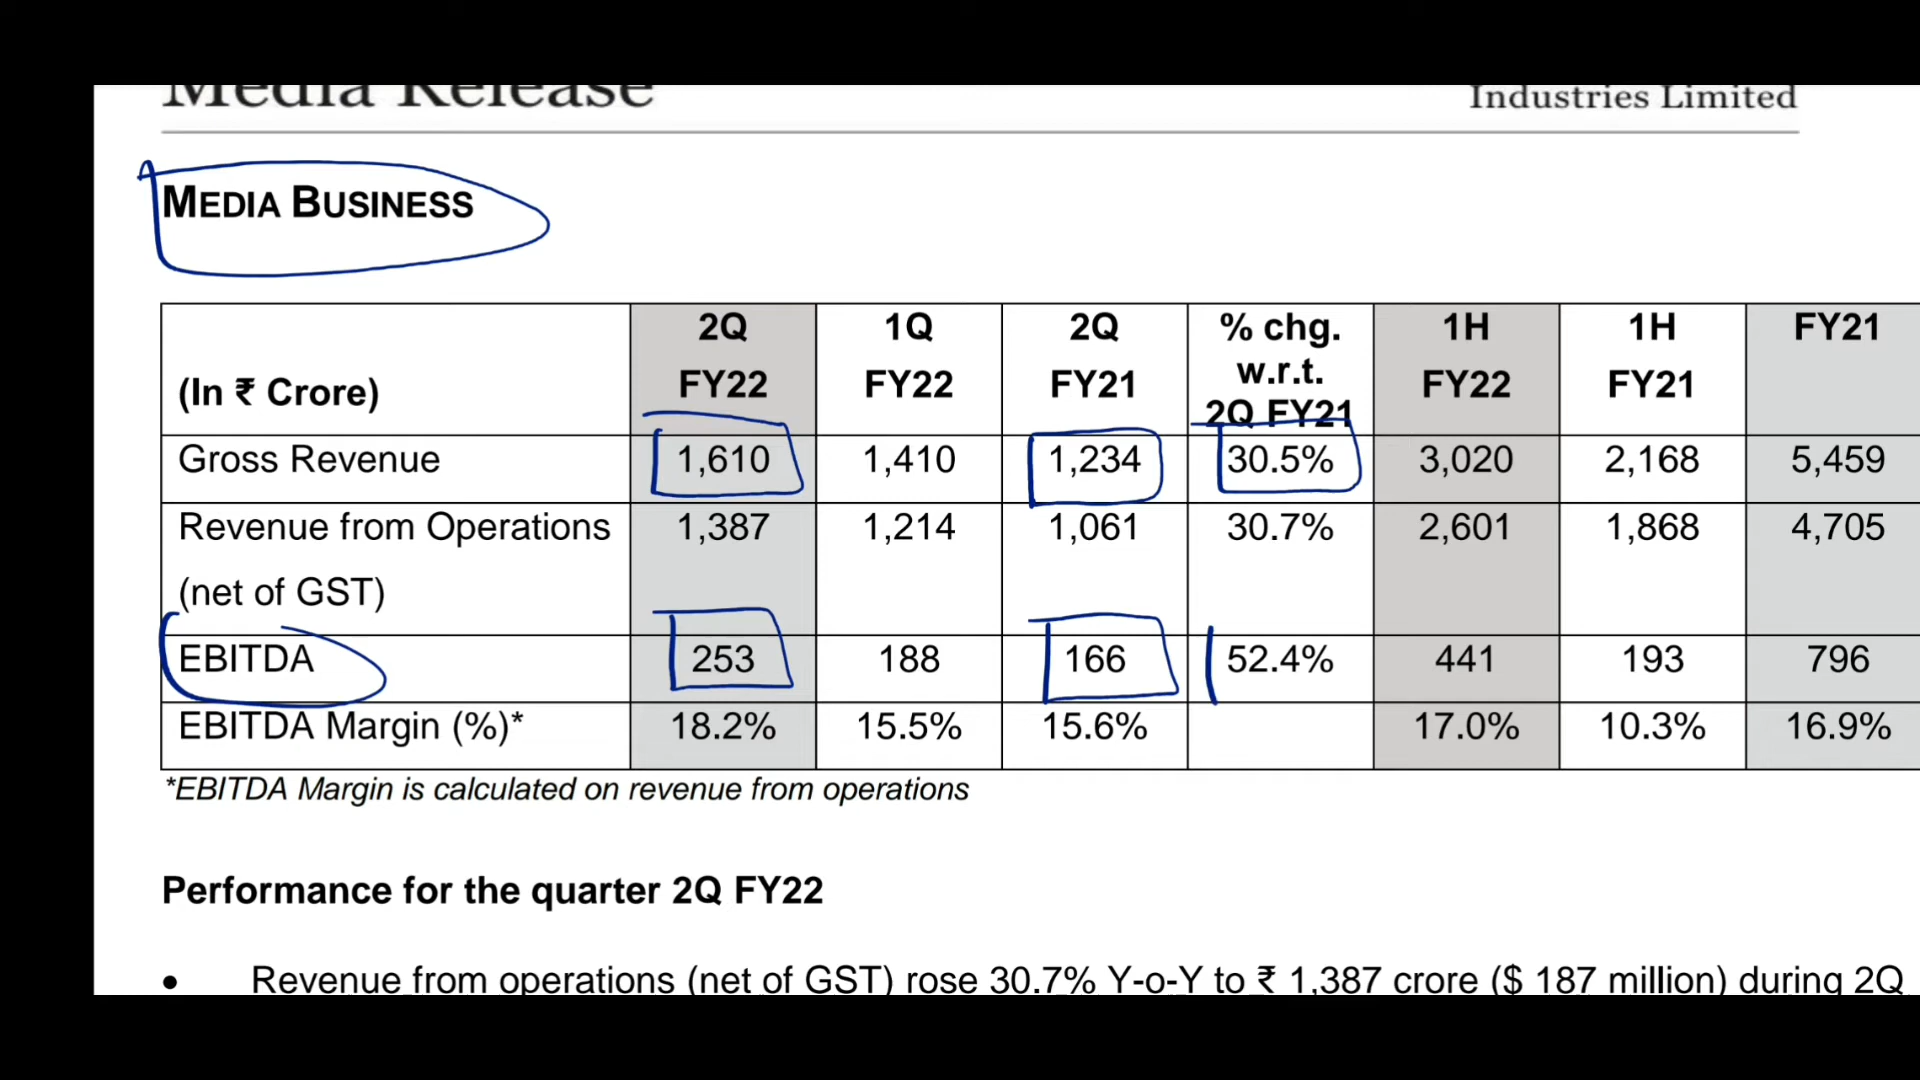 Media Release
Industries Limited
MEDIA BUSINESS
(In ₹ Crore) 2Q FY22 1Q FY22 2Q FY21 % chg. w.r.t. 2Q FY21 1H FY22 1H FY21 FY21
Gross Revenue 1,610 1,410 1,234 30.5% 3,020 2,168 5,459
Revenue from Operations (net of GST) 1,387 1,214 1,061 30.7% 2,601 1,868 4,705
EBITDA 253 188 166 52.4% 441 193 796
EBITDA Margin (%)* 18.2% 15.5% 15.6% 17.0% 10.3% 16.9%
*EBITDA Margin is calculated on revenue from operations
Performance for the quarter 2Q FY22
• Revenue from operations (net of GST) rose 30.7% Y-o-Y to ₹ 1,387 crore ($ 187 million) during 2Q